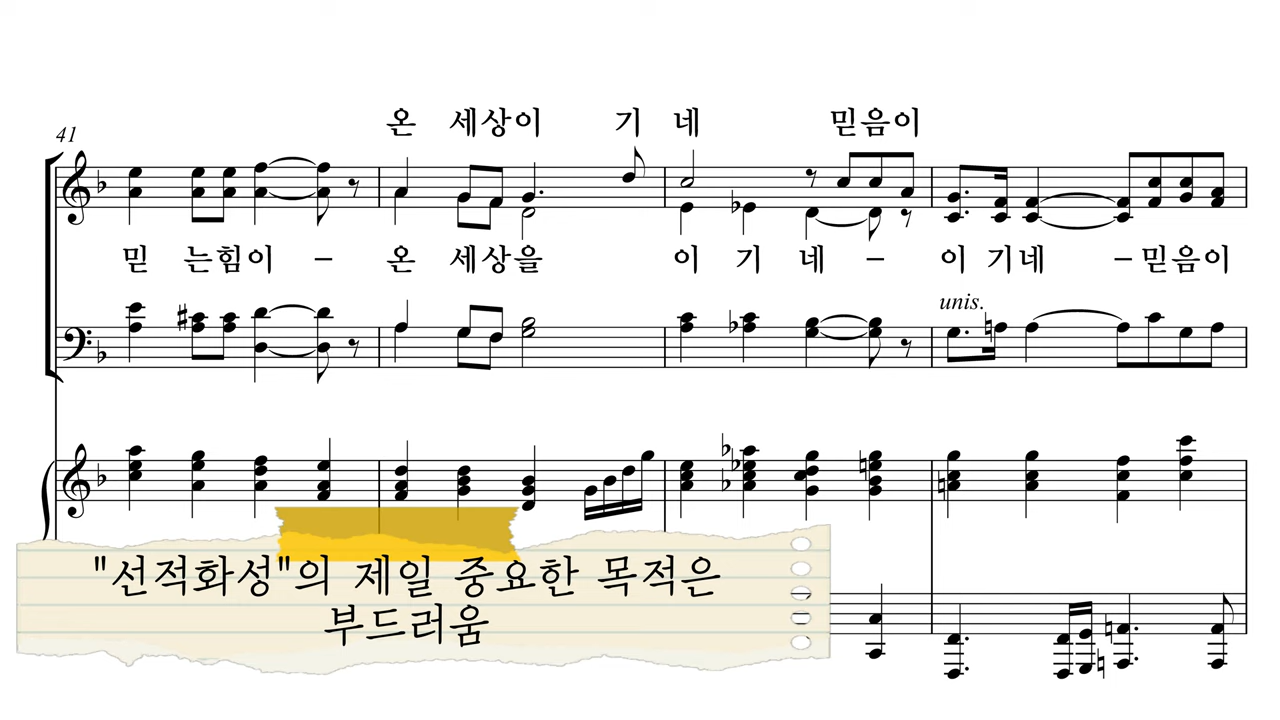 온 세상이 기 네 믿음이
41
믿 는힘이 – 온 세상을 이 기 네 – 이 기네 – 믿음이
unis.
"선적화성"의 제일 중요한 목적은
부드러움